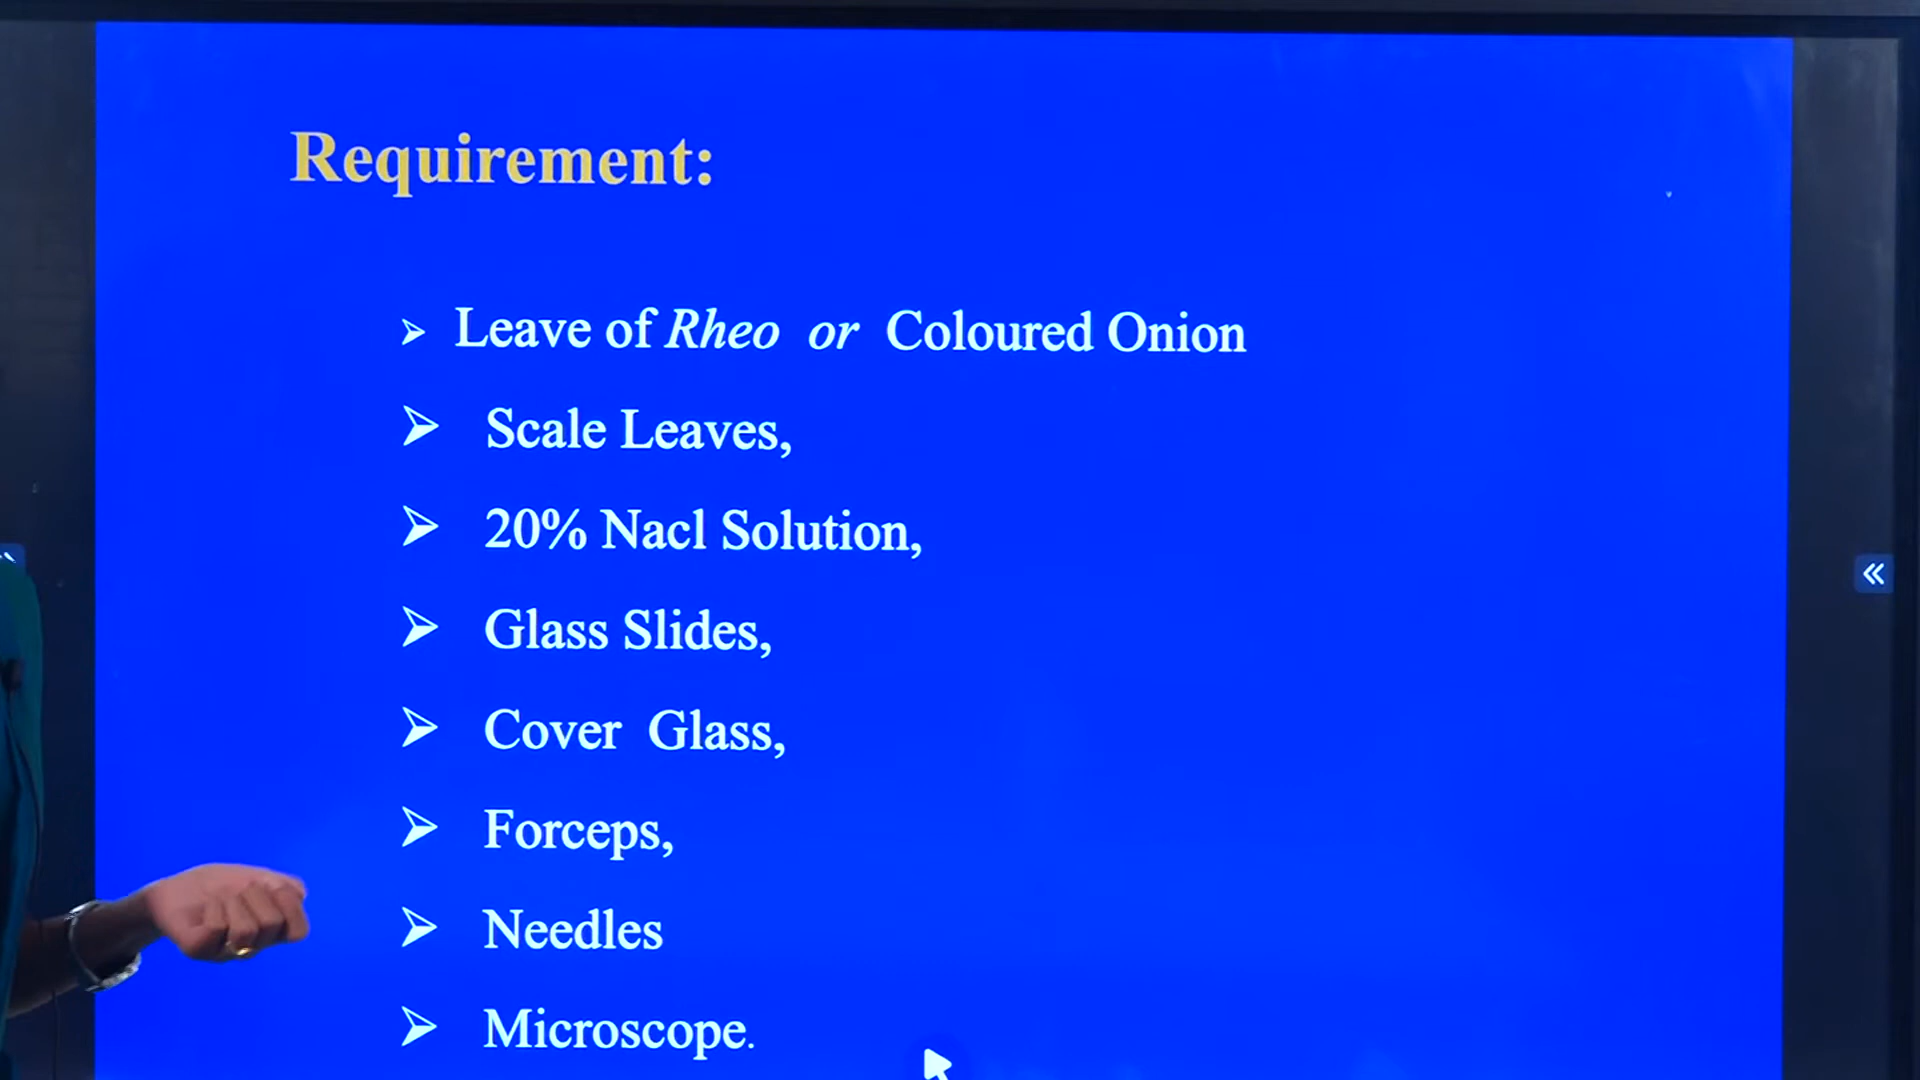 Requirement:
➢ Leave of Rheo or Coloured Onion
➢ Scale Leaves,
➢ 20% Nacl Solution,
➢ Glass Slides,
➢ Cover Glass,
➢ Forceps,
➢ Needles
➢ Microscope.